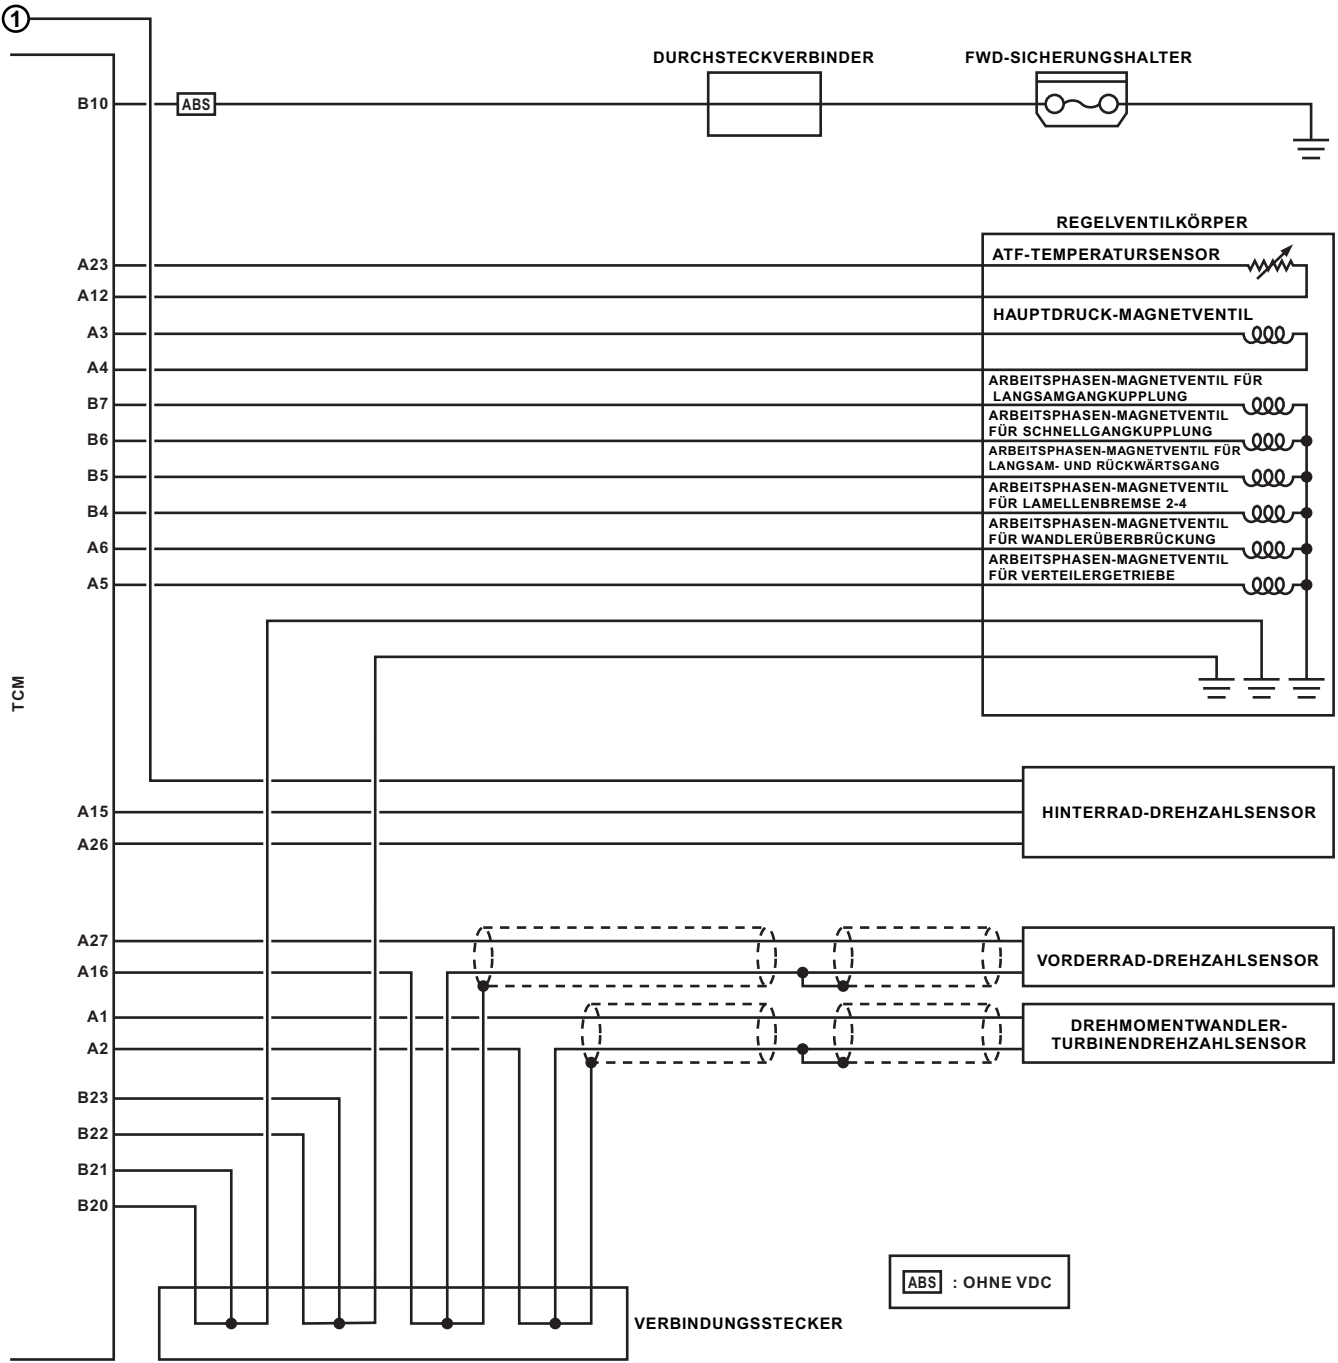 1
DURCHSTECKVERBINDER
FWD-SICHERUNGSHALTER
B10
ABS
REGELVENTILKÖRPER
A23
ATF-TEMPERATURSENSOR
A12
A3
HAUPTDRUCK-MAGNETVENTIL
A4
B7
ARBEITSPHASEN-MAGNETVENTIL FÜR
LANGSAMGANGKUPPLUNG
B6
ARBEITSPHASEN-MAGNETVENTIL
FÜR SCHNELLGANGKUPPLUNG
B5
ARBEITSPHASEN-MAGNETVENTIL FÜR
LANGSAM- UND RÜCKWÄRTSGANG
B4
ARBEITSPHASEN-MAGNETVENTIL
FÜR LAMELLENBREMSE 2-4
A6
ARBEITSPHASEN-MAGNETVENTIL
FÜR WANDLERÜBERBRÜCKUNG
A5
ARBEITSPHASEN-MAGNETVENTIL
FÜR VERTEILERGETRIEBE
TCM
A15
HINTERRAD-DREHZAHLSENSOR
A26
A27
A16
VORDERRAD-DREHZAHLSENSOR
A1
A2
DREHMOMENTWANDLER-
TURBINENDREHZAHLSENSOR
B23
B22
B21
B20
ABS : OHNE VDC
VERBINDUNGSSTECKER